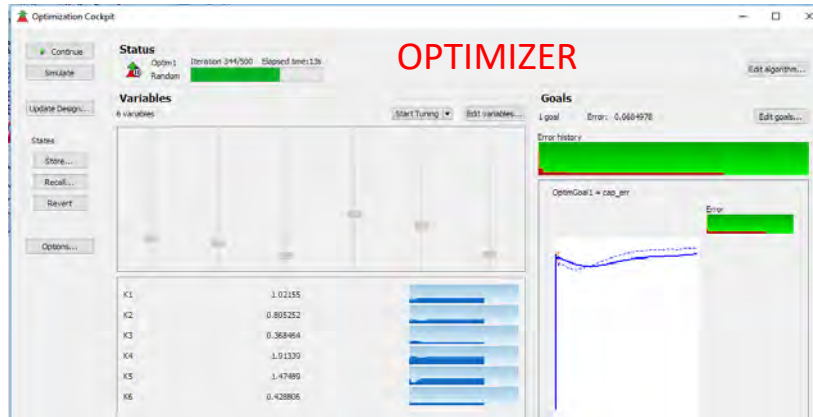 Optimization Cockpit
Continue
Simulate
Update Design...
States
Store...
Recall...
Revert
Options...
Status
Optim1 Iteration 344/500 Elapsed time:13s
Random
OPTIMIZER
Edit algorithm...
Variables
6 variables
Start Tuning
Edit variables...
Goals
1 goal Error: 0.0684978
Edit goals...
Error history
OptimGoal1 = cap_err
Error
K1 1.02155
K2 0.805252
K3 0.368464
K4 1.91339
K5 1.47489
K6 0.428806